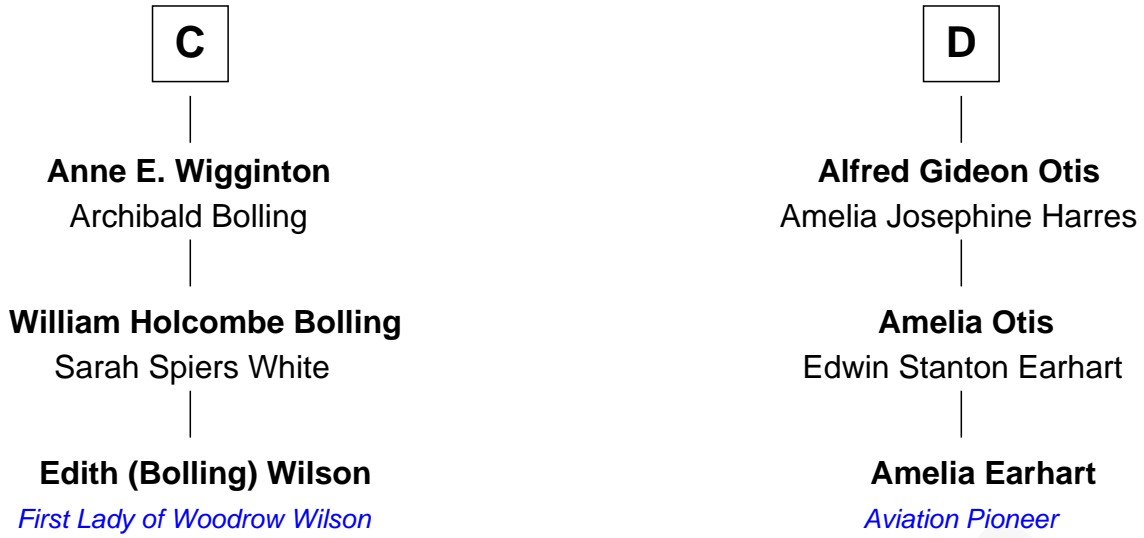 C
Anne E. Wigginton
Archibald Bolling
William Holcombe Bolling
Sarah Spiers White
Edith (Bolling) Wilson
First Lady of Woodrow Wilson
D
Alfred Gideon Otis
Amelia Josephine Harres
Amelia Otis
Edwin Stanton Earhart
Amelia Earhart
Aviation Pioneer